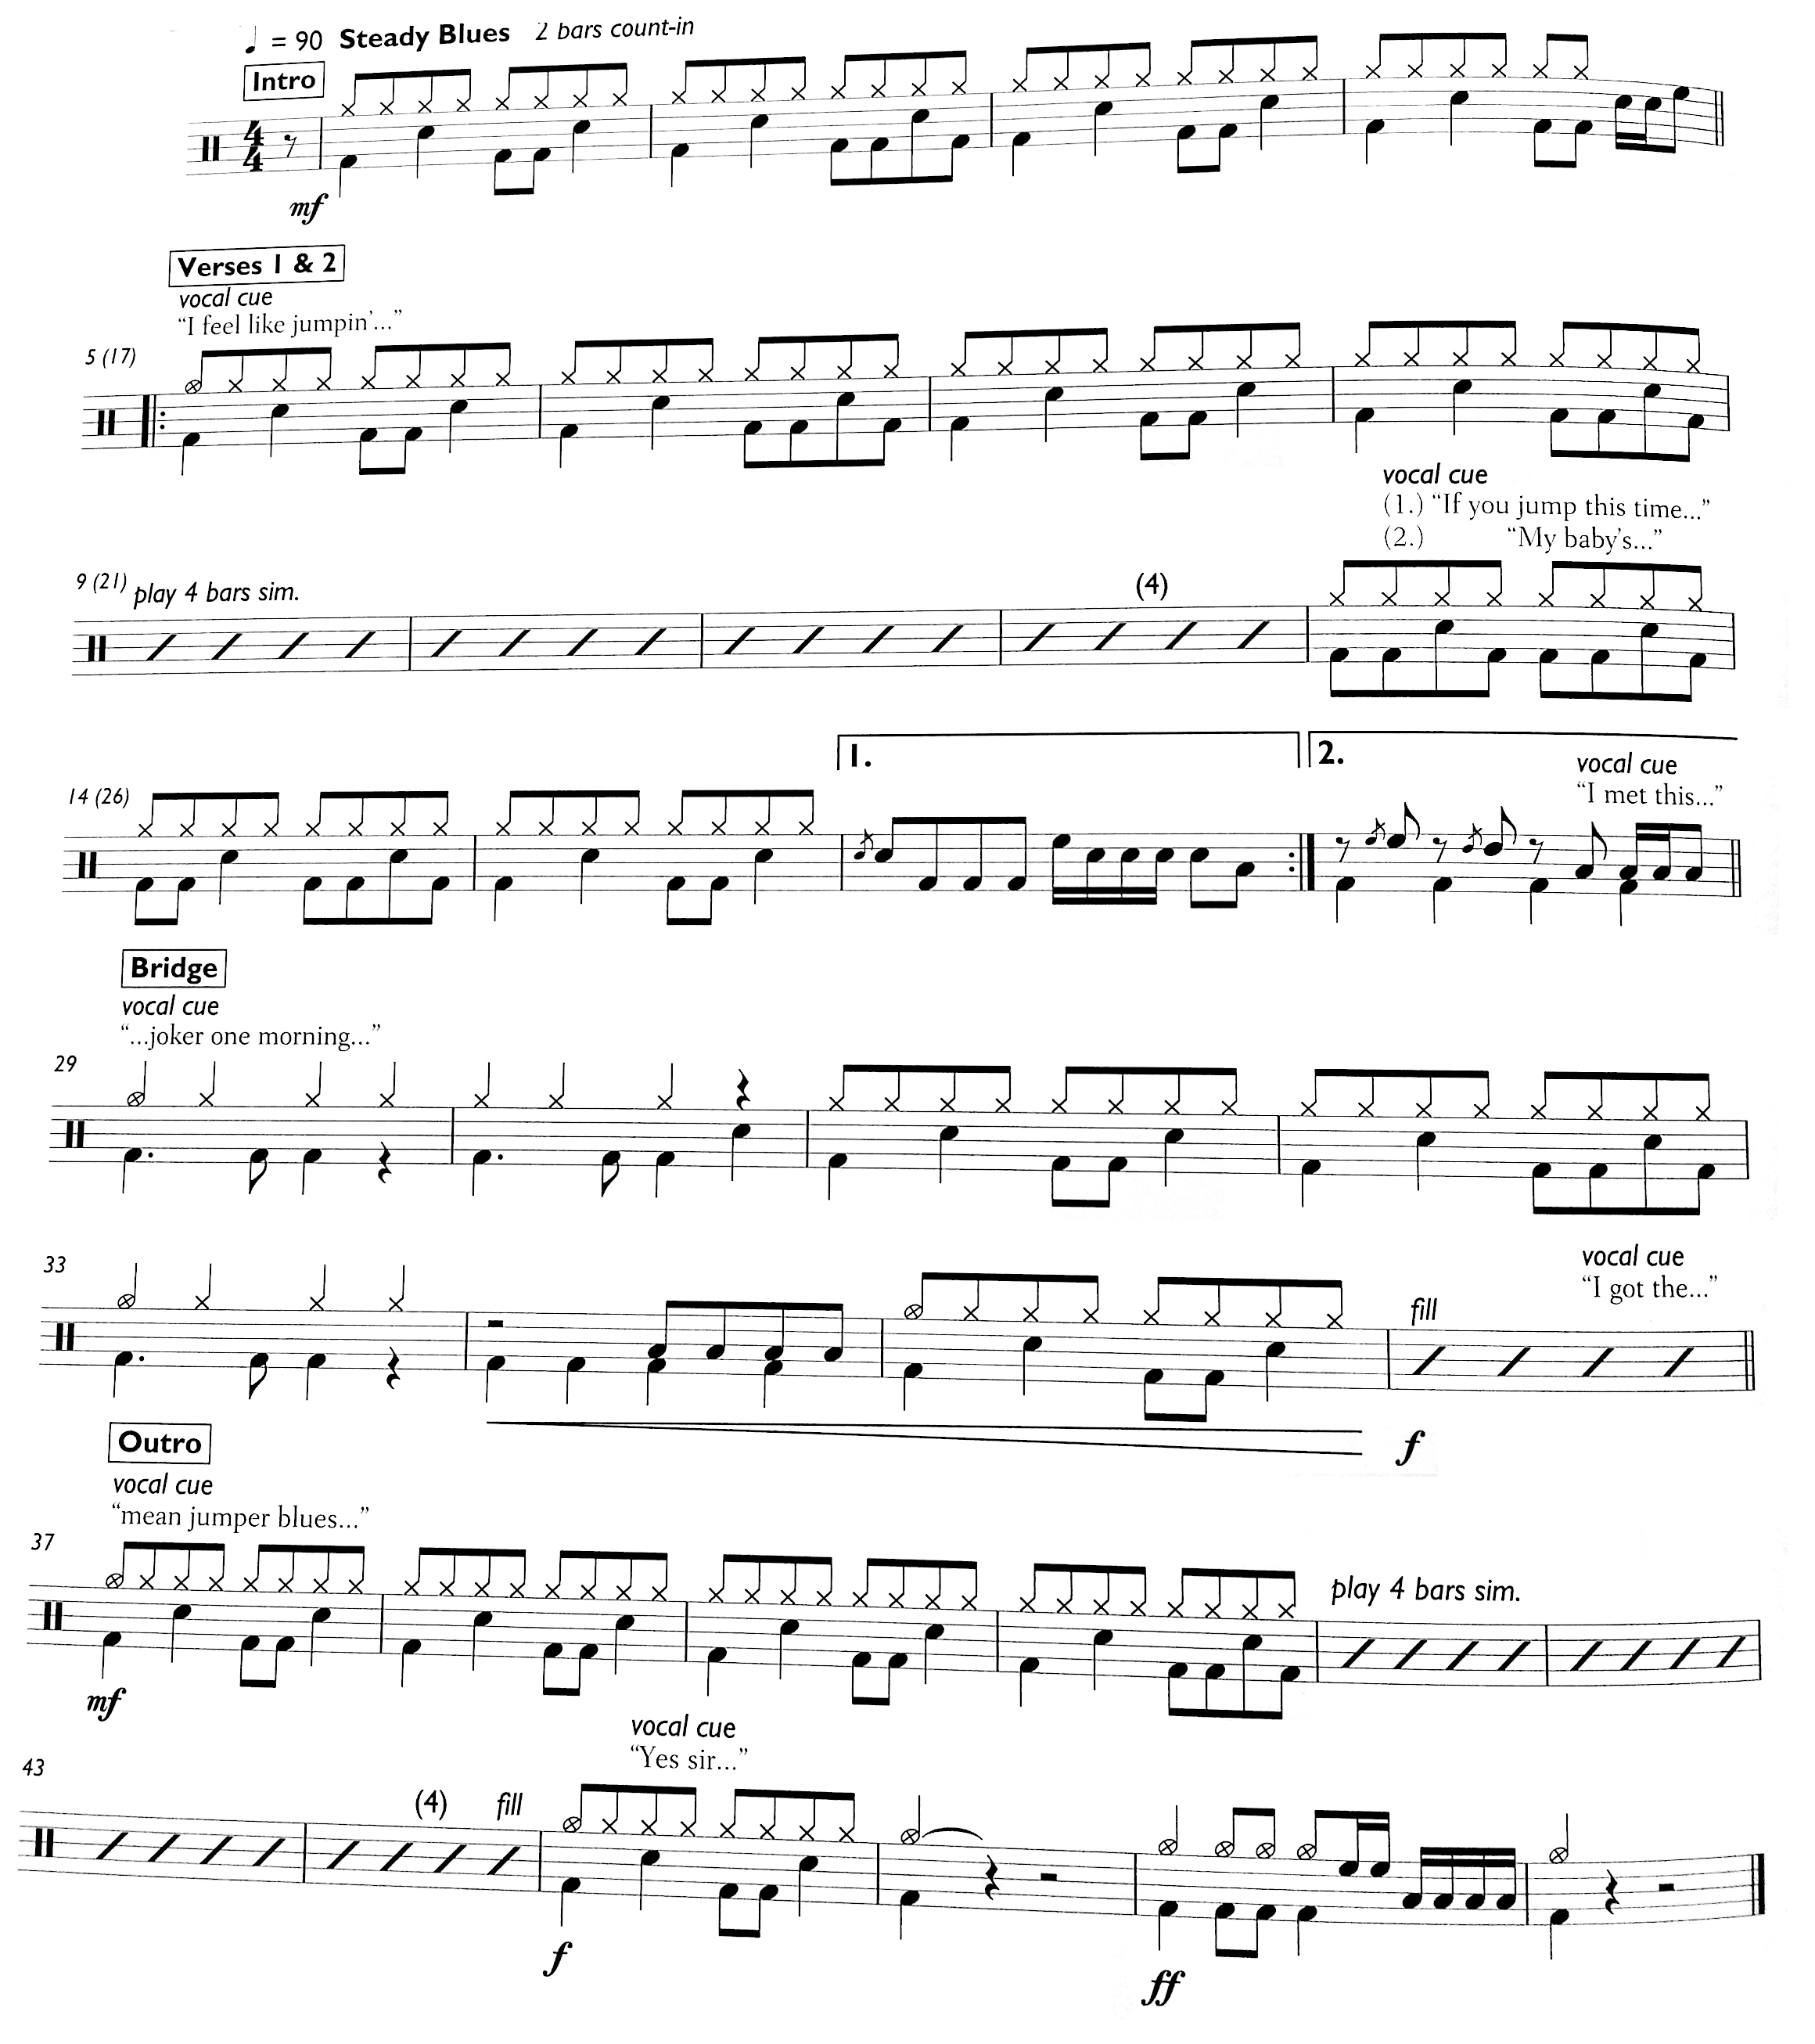 ♩ = 90 Steady Blues 2 bars count-in
Intro
4
4
mf
Verses 1 & 2
vocal cue
“I feel like jumpin’...”
5 (17)
vocal cue
(1.) “If you jump this time...”
(2.) “My baby’s...”
9 (21) play 4 bars sim.
(4)
1.
2.
vocal cue
“I met this...”
14 (26)
Bridge
vocal cue
“...joker one morning...”
29
33
vocal cue
“I got the...”
fill
f
Outro
vocal cue
“mean jumper blues...”
37
play 4 bars sim.
mf
vocal cue
“Yes sir...”
43
(4) fill
f
ff